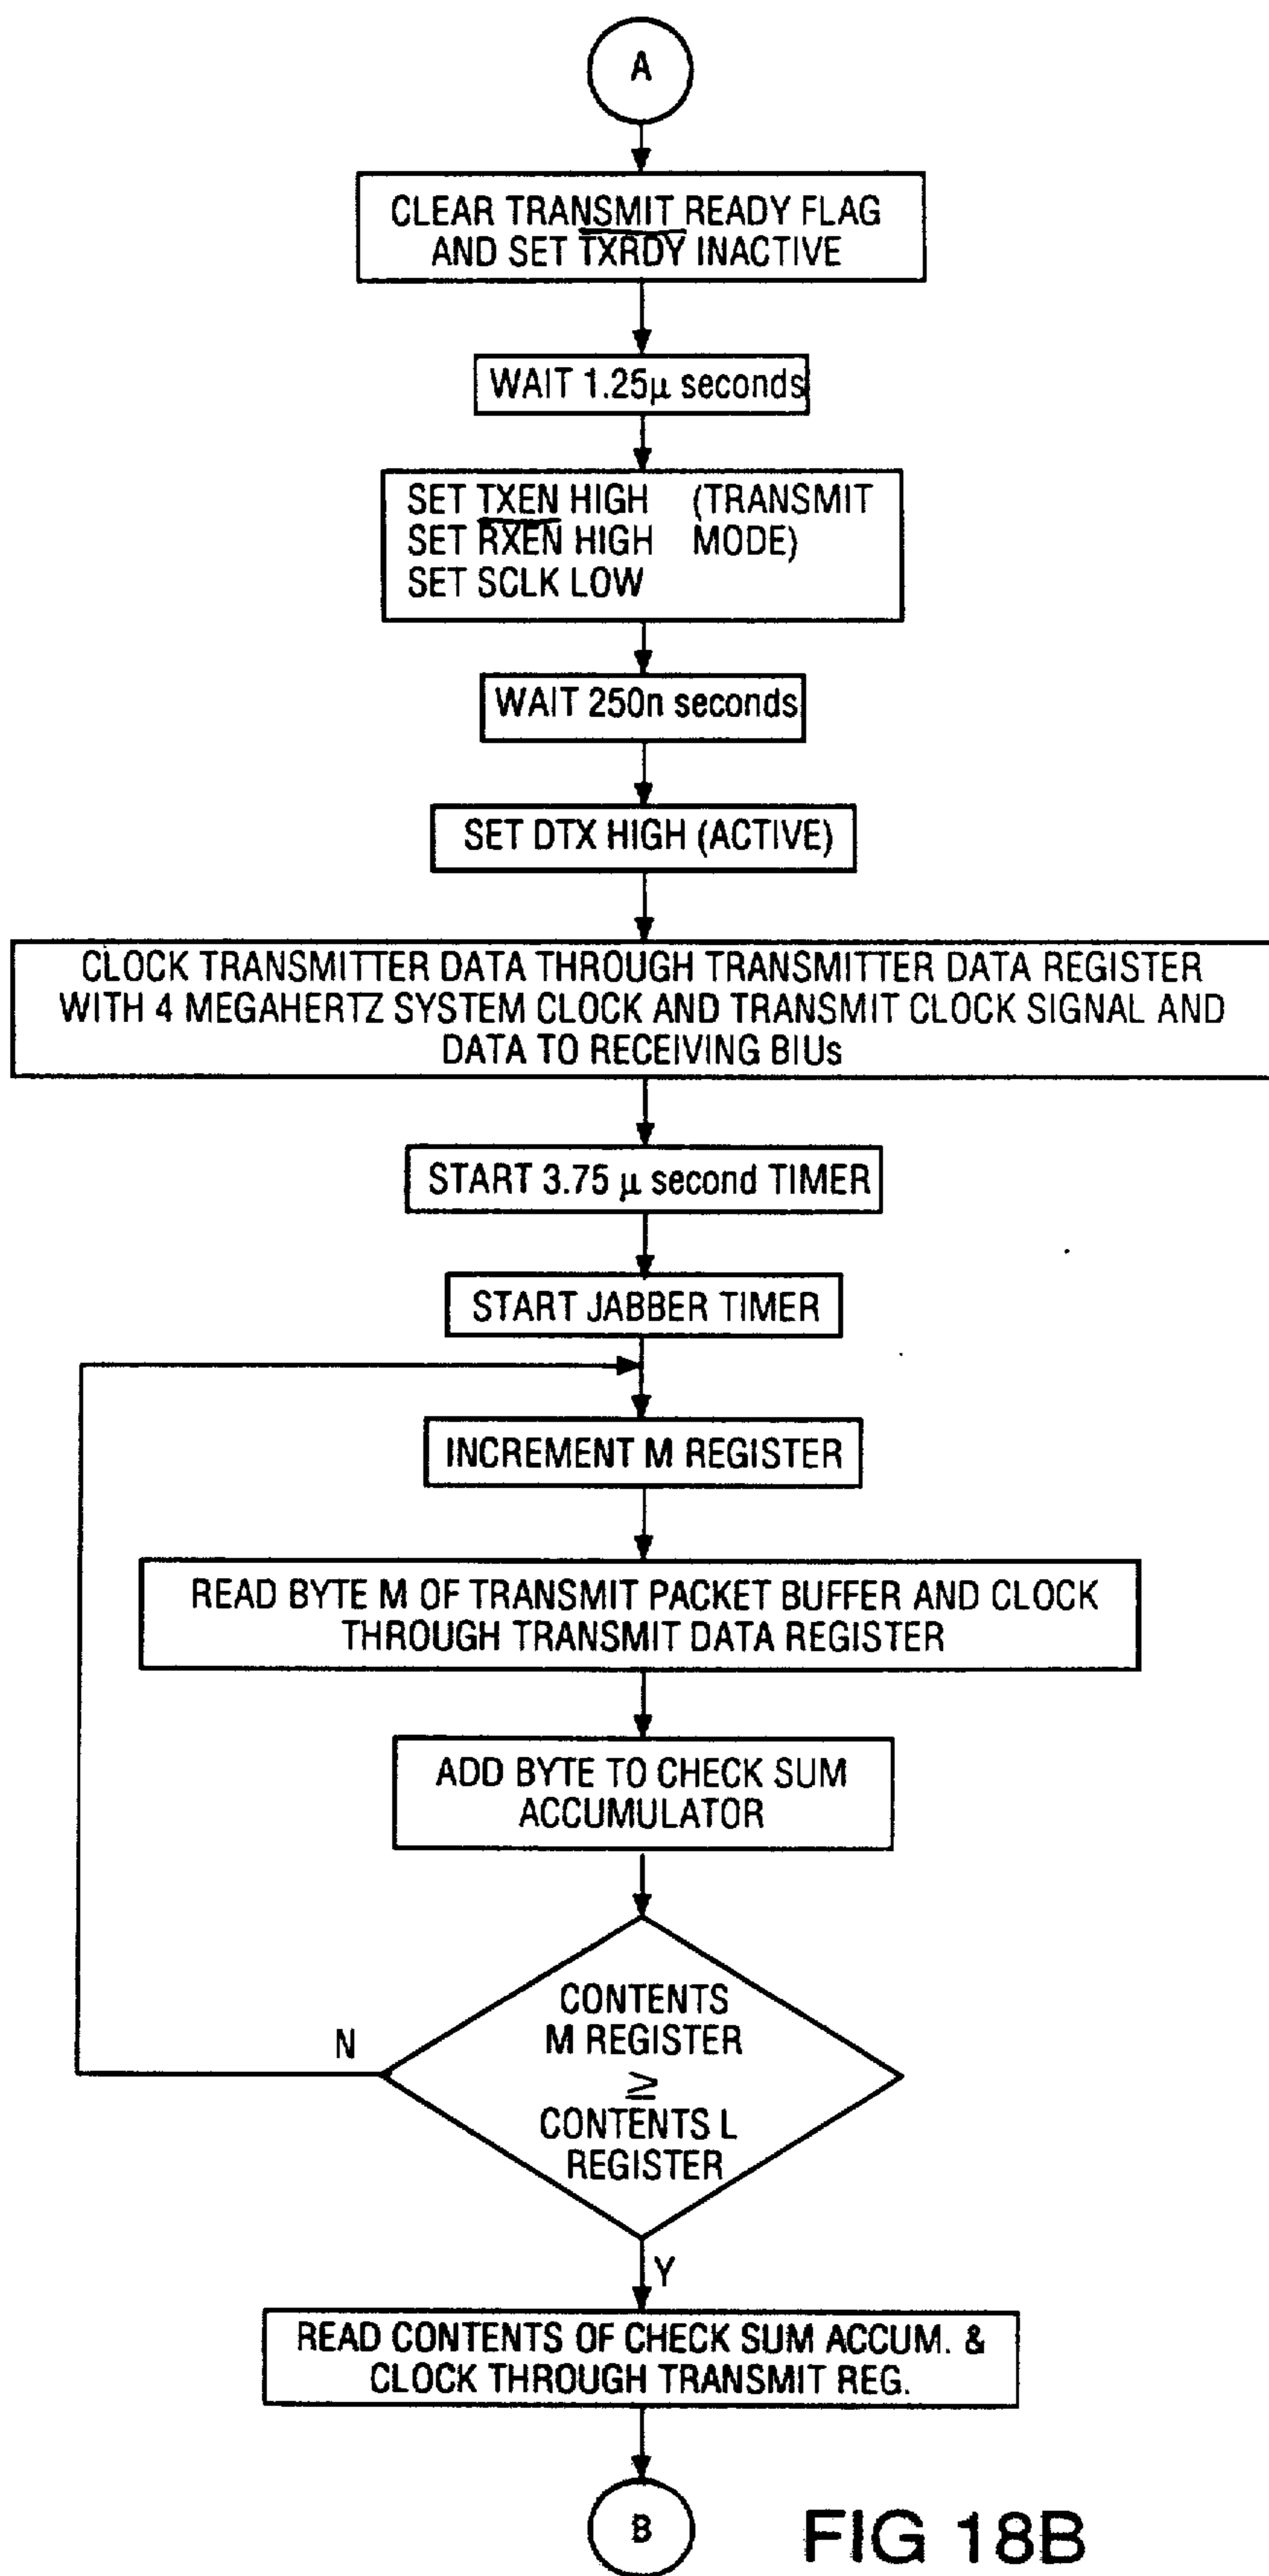 A
CLEAR TRANSMIT READY FLAG
AND SET TXRDY INACTIVE
WAIT 1.25μ seconds
SET TXEN HIGH (TRANSMIT
SET RXEN HIGH MODE)
SET SCLK LOW
WAIT 250n seconds
SET DTX HIGH (ACTIVE)
CLOCK TRANSMITTER DATA THROUGH TRANSMITTER DATA REGISTER
WITH 4 MEGAHERTZ SYSTEM CLOCK AND TRANSMIT CLOCK SIGNAL AND
DATA TO RECEIVING BIUs
START 3.75 μ second TIMER
START JABBER TIMER
INCREMENT M REGISTER
READ BYTE M OF TRANSMIT PACKET BUFFER AND CLOCK
THROUGH TRANSMIT DATA REGISTER
ADD BYTE TO CHECK SUM
ACCUMULATOR
CONTENTS
M REGISTER
N
≥
CONTENTS L
REGISTER
Y
READ CONTENTS OF CHECK SUM ACCUM. &
CLOCK THROUGH TRANSMIT REG.
B
FIG 18B